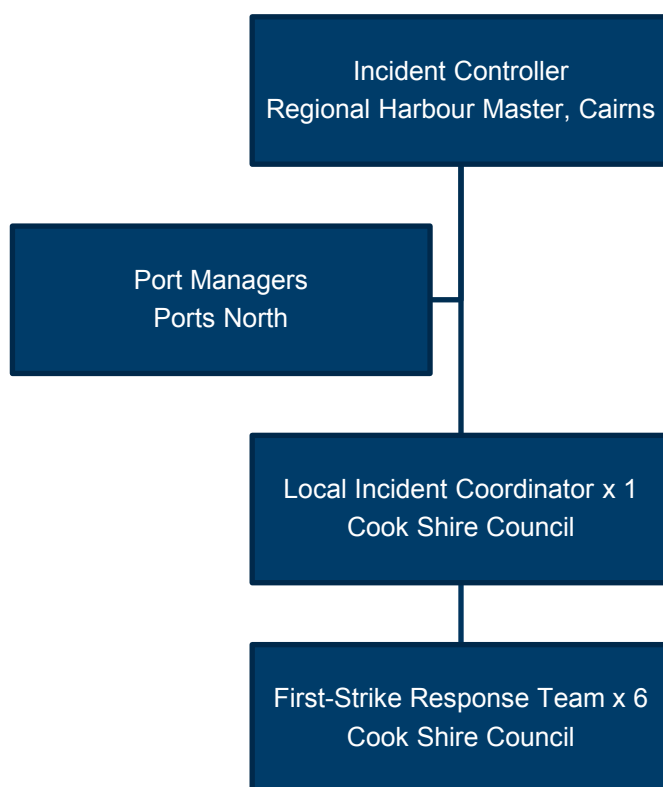 Incident Controller
Regional Harbour Master, Cairns
Port Managers
Ports North
Local Incident Coordinator x 1
Cook Shire Council
First-Strike Response Team x 6
Cook Shire Council